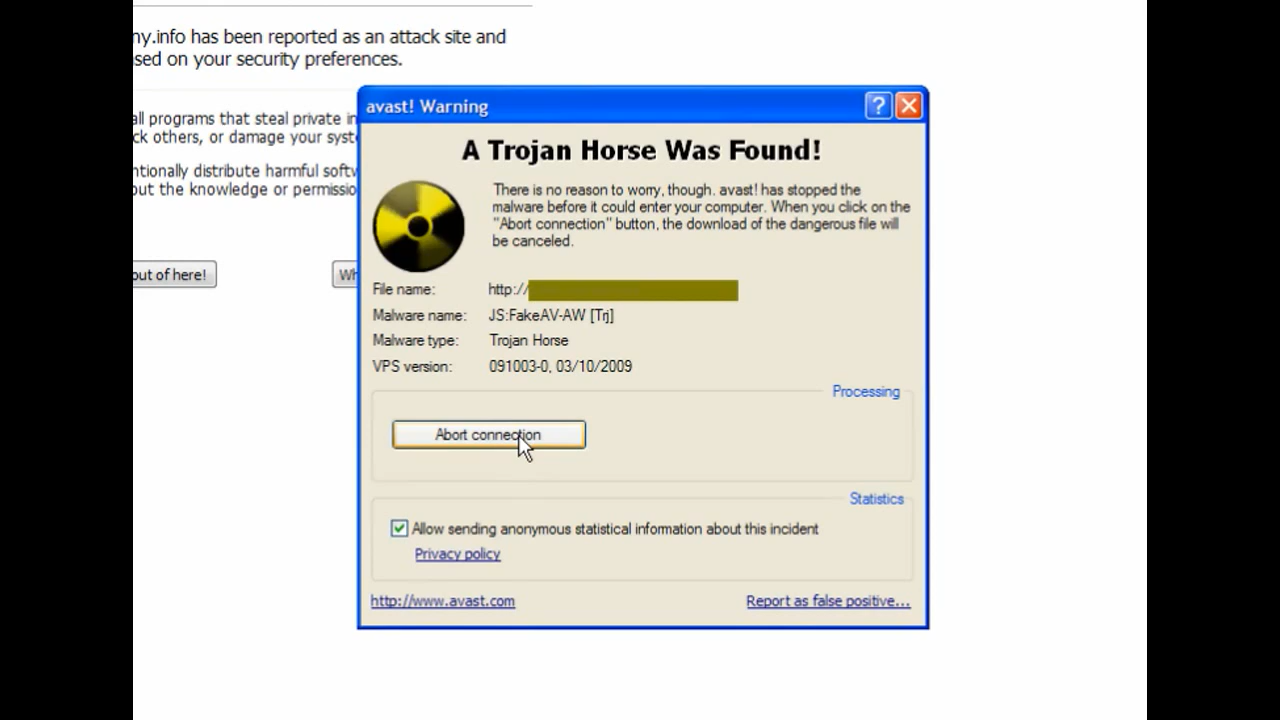 ny.info has been reported as an attack site and
sed on your security preferences.
all programs that steal private in
ck others, or damage your syste
ntionally distribute harmful softw
out the knowledge or permissio
out of here!
Wh
avast! Warning
A Trojan Horse Was Found!
There is no reason to worry, though. avast! has stopped the
malware before it could enter your computer. When you click on the
"Abort connection" button, the download of the dangerous file will
be canceled.
File name: http://
Malware name: JS:FakeAV-AW [Trj]
Malware type: Trojan Horse
VPS version: 091003-0, 03/10/2009
Processing
Abort connection
Statistics
Allow sending anonymous statistical information about this incident
Privacy policy
http://www.avast.com
Report as false positive...